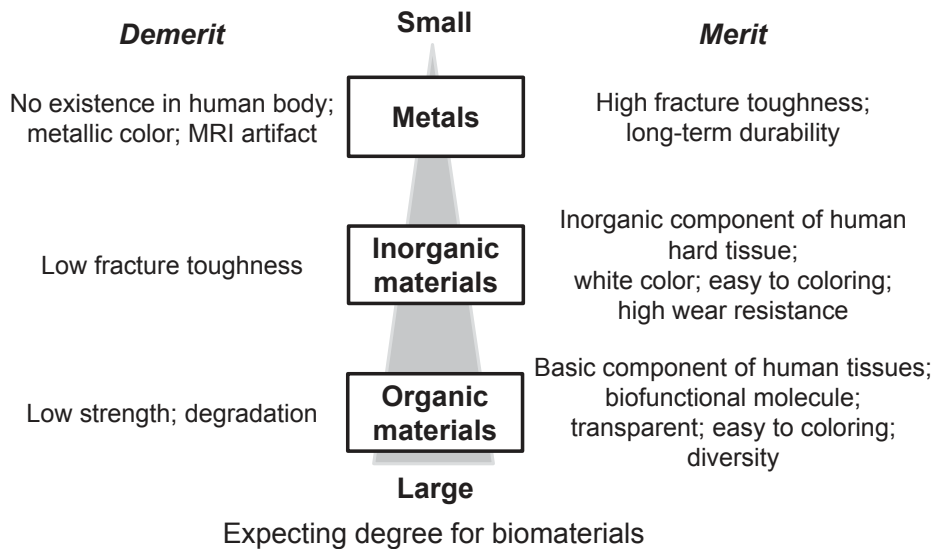 Demerit
Small
Merit
No existence in human body;
metallic color; MRI artifact
Metals
High fracture toughness;
long-term durability
Low fracture toughness
Inorganic
materials
Inorganic component of human
hard tissue;
white color; easy to coloring;
high wear resistance
Low strength; degradation
Organic
materials
Basic component of human tissues;
biofunctional molecule;
transparent; easy to coloring;
diversity
Large
Expecting degree for biomaterials